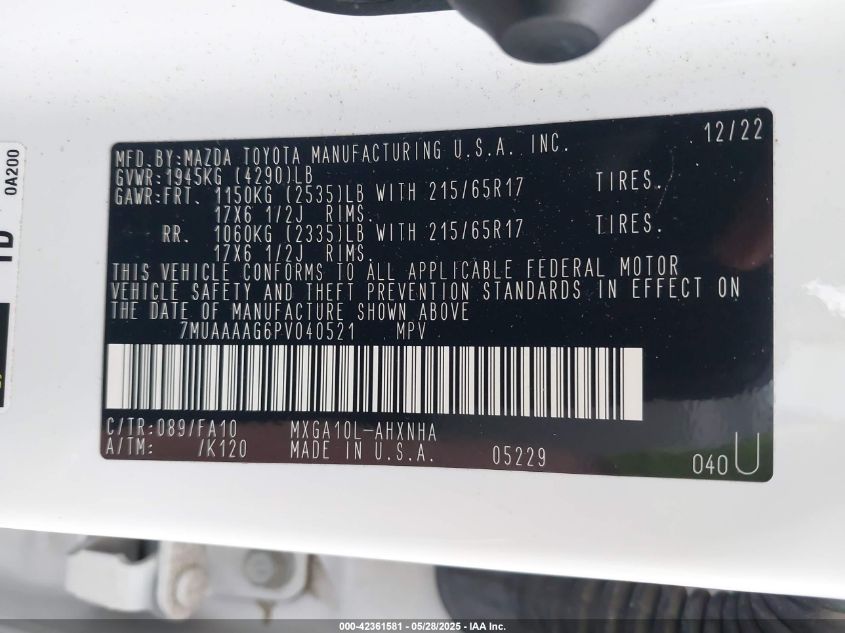 12/22
MFD.BY:MAZDA TOYOTA MANUFACTURING U.S.A. INC.
GVWR:1945KG (4290)LB
GAWR:FRT. 1150KG (2535)LB WITH 215/65R17 TIRES.
17X6 1/2J RIMS.
RR. 1060KG (2335)LB WITH 215/65R17 TIRES.
17X6 1/2J RIMS.
THIS VEHICLE CONFORMS TO ALL APPLICABLE FEDERAL MOTOR
VEHICLE SAFETY AND THEFT PREVENTION STANDARDS IN EFFECT ON
THE DATE OF MANUFACTURE SHOWN ABOVE
7MUAAAAG6PV040521 MPV
C/TR:089/FA10 MXGA10L-AHXNHA
A/TM: /K120 MADE IN U.S.A. 05229 040U
0A200
1D
000-42361581 | 05/28/2025 | IAA Inc.